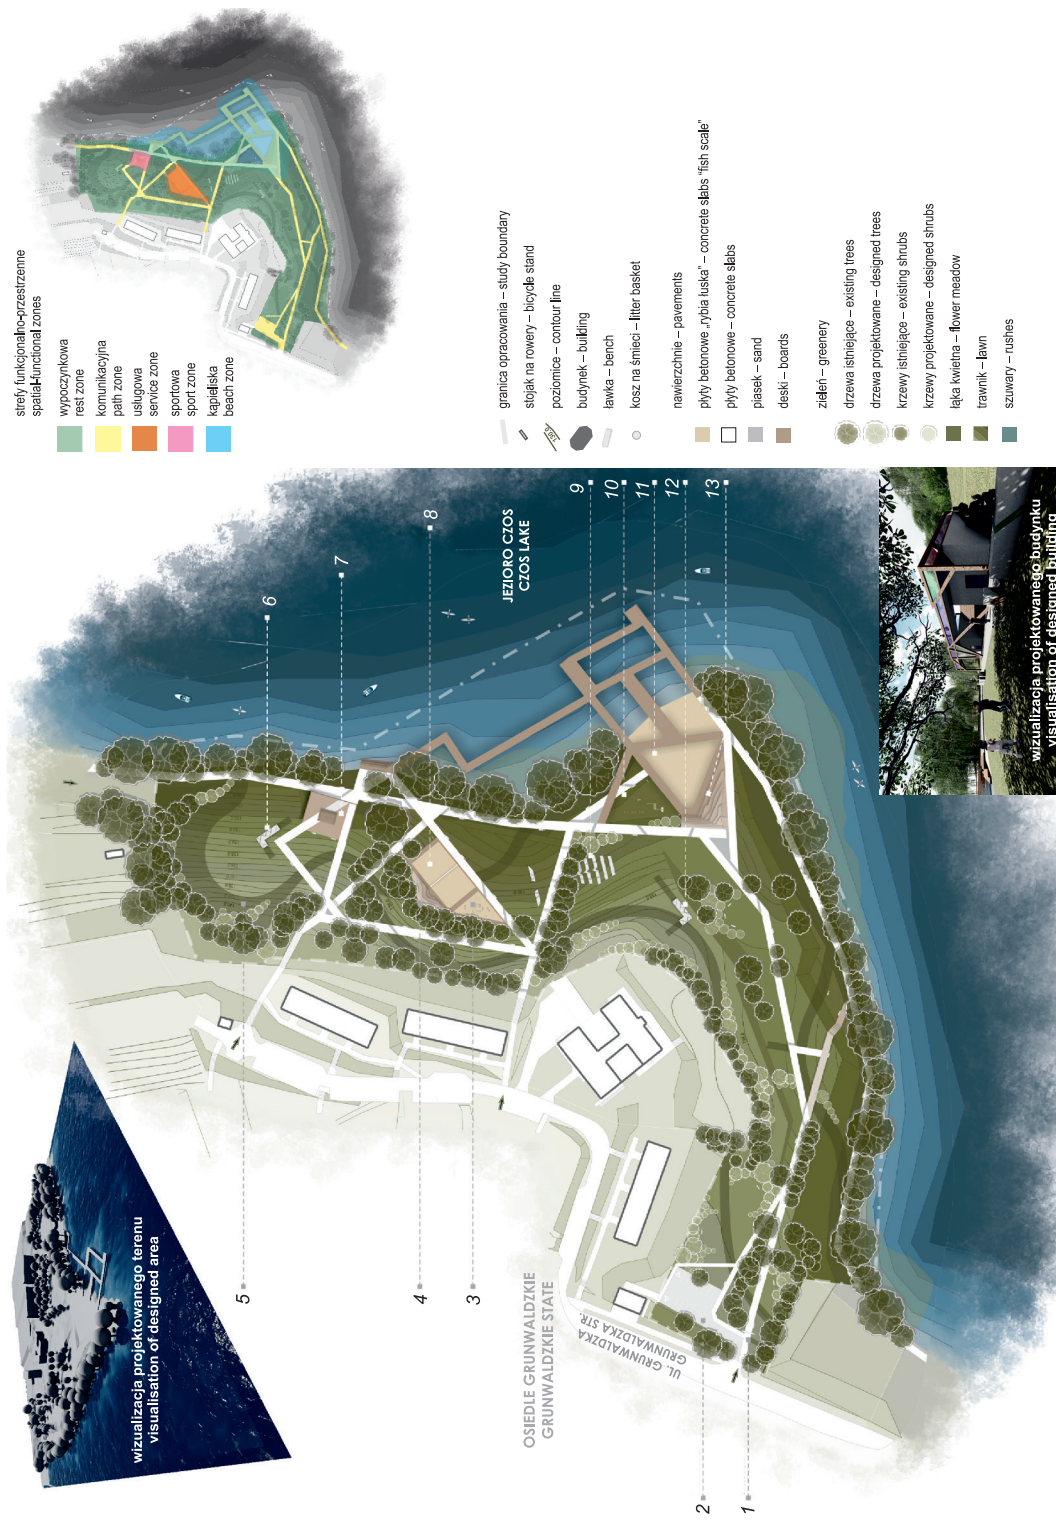 strefy funkcjonalno-przestrzenne
spatial-functional zones
wypoczynkowa
rest zone
komunikacyjna
path zone
usługowa
service zone
sportowa
sport zone
kąpieliska
beach zone
granica opracowania – study boundary
stojak na rowery – bicycle stand
130,0
poziomice – contour line
budynek – building
ławka – bench
kosz na śmieci – litter basket
nawierzchnie – pavements
płyty betonowe „rybia łuska” – concrete slabs “fish scale”
płyty betonowe – concrete slabs
piasek – sand
deski – boards
zieleń – greenery
drzewa istniejące – existing trees
drzewa projektowane – designed trees
krzewy istniejące – existing shrubs
krzewy projektowane – designed shrubs
łąka kwietna – flower meadow
trawnik – lawn
szuwary – rushes
wizualizacja projektowanego terenu
visualisation of designed area
OSIEDLE GRUNWALDZKIE
GRUNWALDZKIE STATE
UL. GRUNWALDZKA
GRUNWALDZKA STR.
JEZIORO CZOS
CZOS LAKE
1
2
3
4
5
6
7
8
9
10
11
12
13
wizualizacja projektowanego budynku
visualisation of designed building